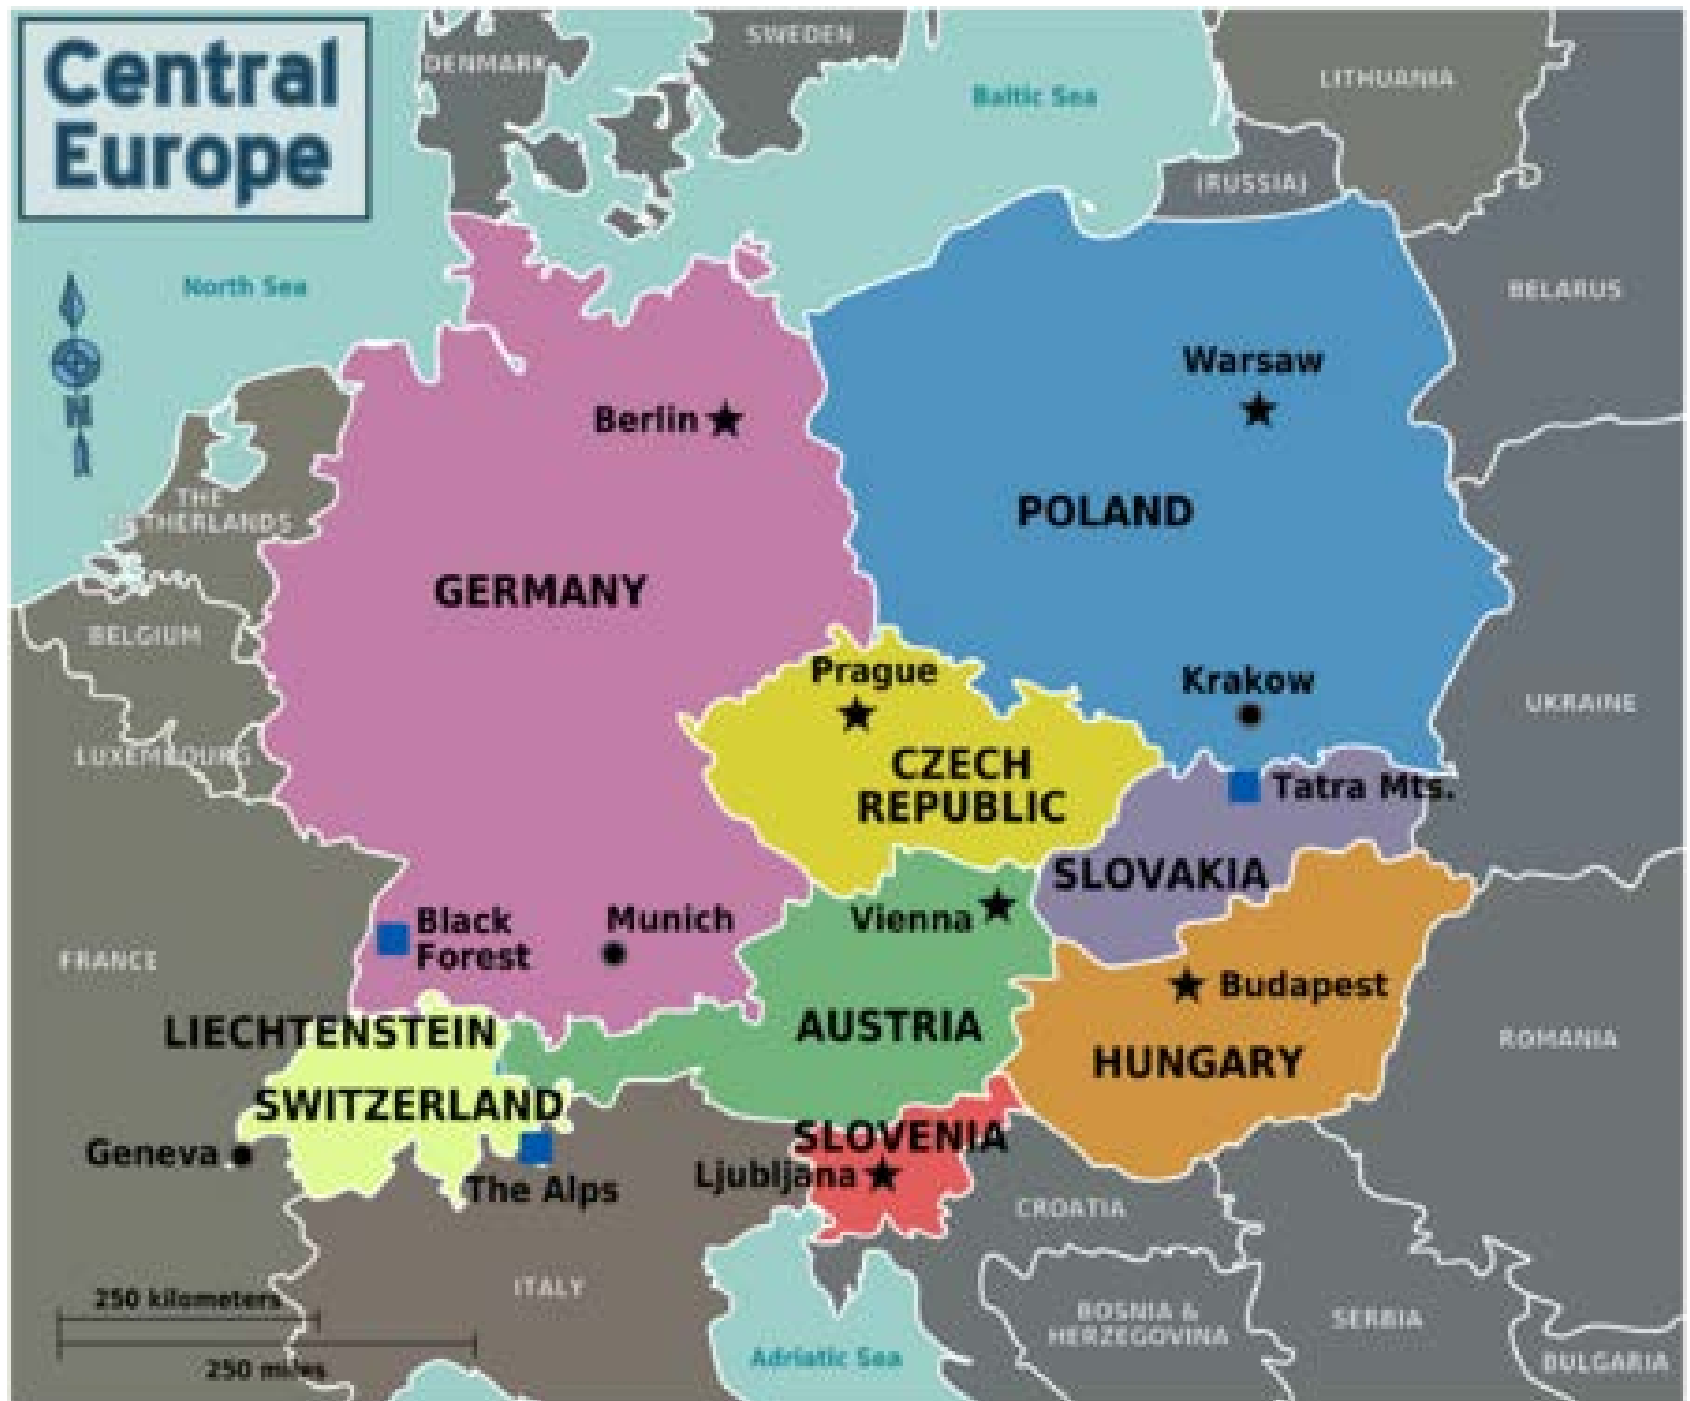 Central
Europe
DENMARK
SWEDEN
Baltic Sea
LITHUANIA
(RUSSIA)
North Sea
BELARUS
N
Warsaw
Berlin
THE
NETHERLANDS
POLAND
GERMANY
BELGIUM
Prague
Krakow
UKRAINE
LUXEMBOURG
CZECH
REPUBLIC
Tatra Mts.
SLOVAKIA
Black
Forest
Munich
Vienna
FRANCE
Budapest
LIECHTENSTEIN
AUSTRIA
ROMANIA
HUNGARY
SWITZERLAND
SLOVENIA
Geneva
Ljubljana
The Alps
CROATIA
ITALY
250 kilometers
BOSNIA &
HERZEGOVINA
SERBIA
Adriatic Sea
BULGARIA
250 miles